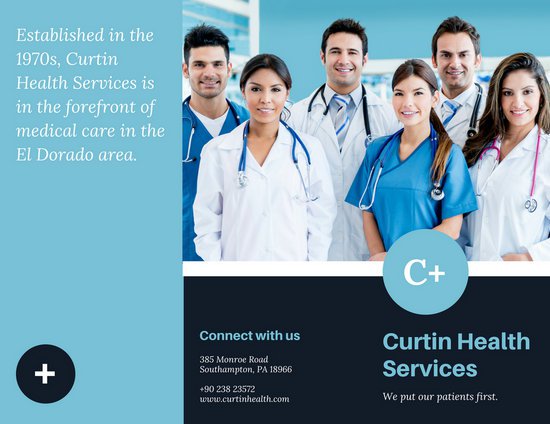 Established in the
1970s, Curtin
Health Services is
in the forefront of
medical care in the
El Dorado area.
+
C+
Connect with us
385 Monroe Road
Southampton, PA 18966
+90 238 23572
www.curtinhealth.com
Curtin Health
Services
We put our patients first.